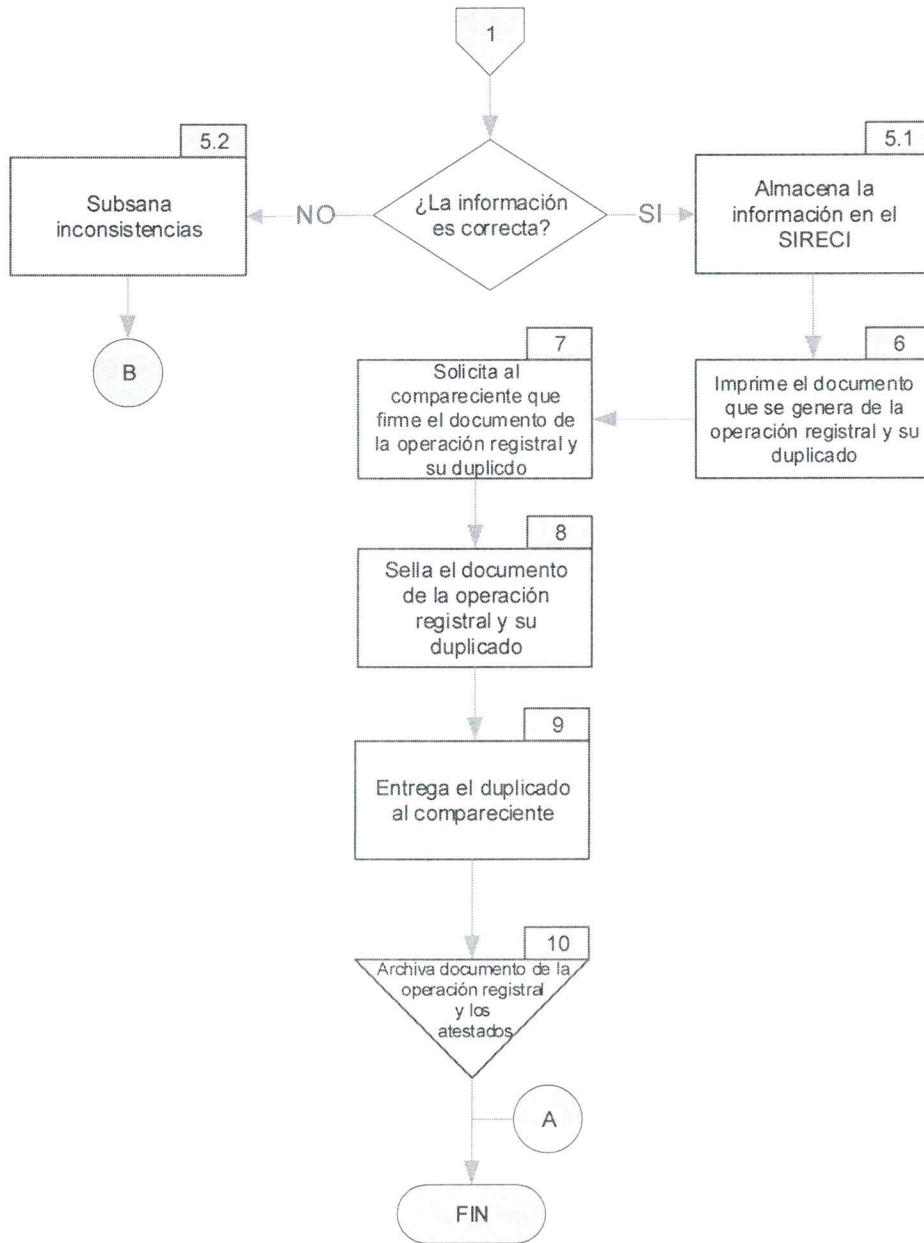 1
5.2
Subsana
inconsistencias
NO
¿La información
es correcta?
SI
5.1
Almacena la
información en el
SIRECI
B
7
Solicita al
compareciente que
firme el documento de
la operación registral y
su duplicdo
6
Imprime el documento
que se genera de la
operación registral y su
duplicado
8
Sella el documento
de la operación
registral y su
duplicado
9
Entrega el duplicado
al compareciente
10
Archiva documento de la
operación registral
y los
atestados
A
FIN